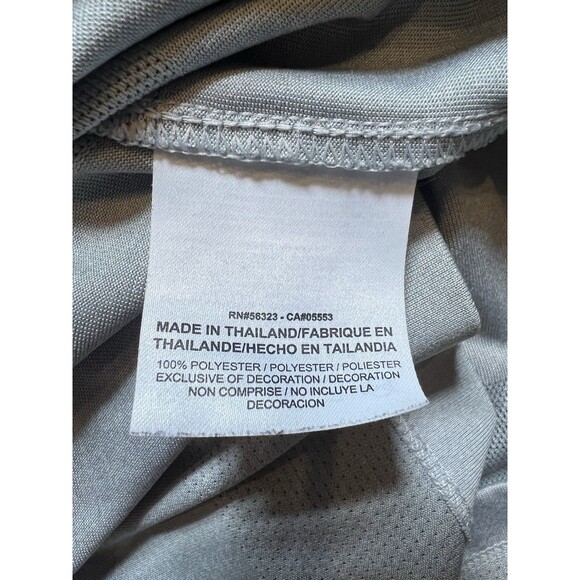 RN#56323 - CA#05553
MADE IN THAILAND/FABRIQUE EN
THAILANDE/HECHO EN TAILANDIA
100% POLYESTER / POLYESTER / POLIESTER
EXCLUSIVE OF DECORATION / DECORATION
NON COMPRISE / NO INCLUYE LA
DECORACION